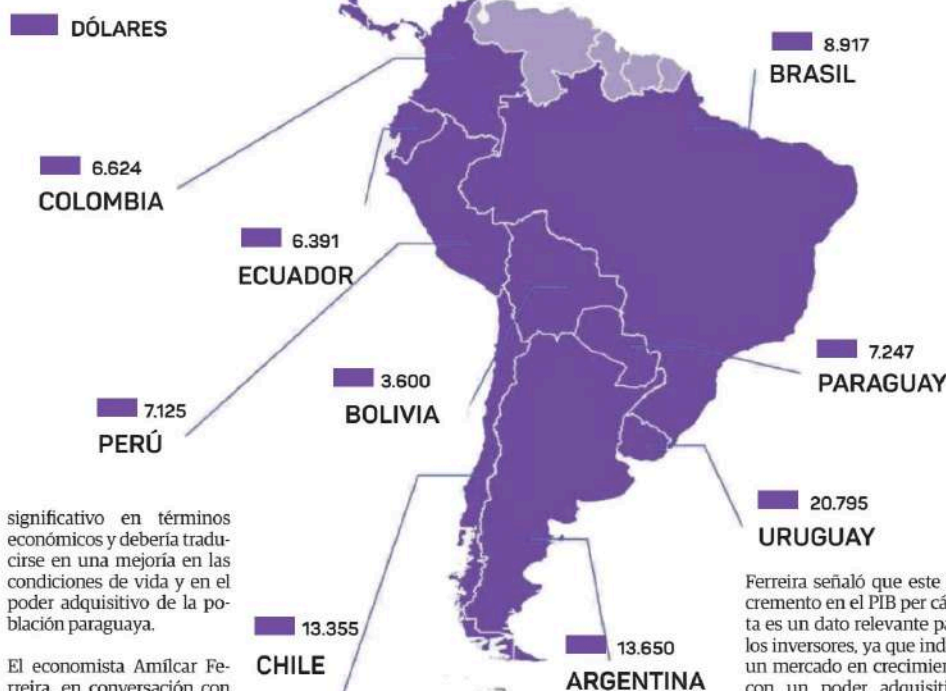 DÓLARES
8.917
BRASIL
6.624
COLOMBIA
6.391
ECUADOR
3.600
BOLIVIA
7.247
PARAGUAY
7.125
PERÚ
20.795
URUGUAY
13.355
CHILE
13.650
ARGENTINA
significativo en términos
económicos y debería tradu-
cirse en una mejoría en las
condiciones de vida y en el
poder adquisitivo de la po-
blación paraguaya.
El economista Amílcar Fe-
rreira, en conversación con
Ferreira señaló que este
cremento en el PIB per cá
ta es un dato relevante pa
los inversores, ya que ind
un mercado en crecimien
con un poder adquisiti